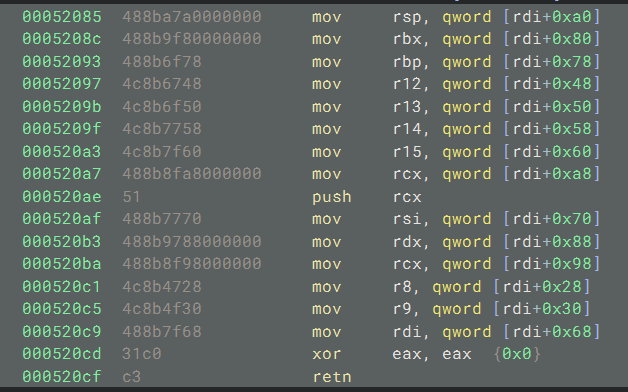 00052085 488ba7a0000000 mov rsp, qword [rdi+0xa0]
0005208c 488b9f80000000 mov rbx, qword [rdi+0x80]
00052093 488b6f78 mov rbp, qword [rdi+0x78]
00052097 4c8b6748 mov r12, qword [rdi+0x48]
0005209b 4c8b6f50 mov r13, qword [rdi+0x50]
0005209f 4c8b7758 mov r14, qword [rdi+0x58]
000520a3 4c8b7f60 mov r15, qword [rdi+0x60]
000520a7 488b8fa8000000 mov rcx, qword [rdi+0xa8]
000520ae 51 push rcx
000520af 488b7770 mov rsi, qword [rdi+0x70]
000520b3 488b9788000000 mov rdx, qword [rdi+0x88]
000520ba 488b8f98000000 mov rcx, qword [rdi+0x98]
000520c1 4c8b4728 mov r8, qword [rdi+0x28]
000520c5 4c8b4f30 mov r9, qword [rdi+0x30]
000520c9 488b7f68 mov rdi, qword [rdi+0x68]
000520cd 31c0 xor eax, eax {0x0}
000520cf c3 retn